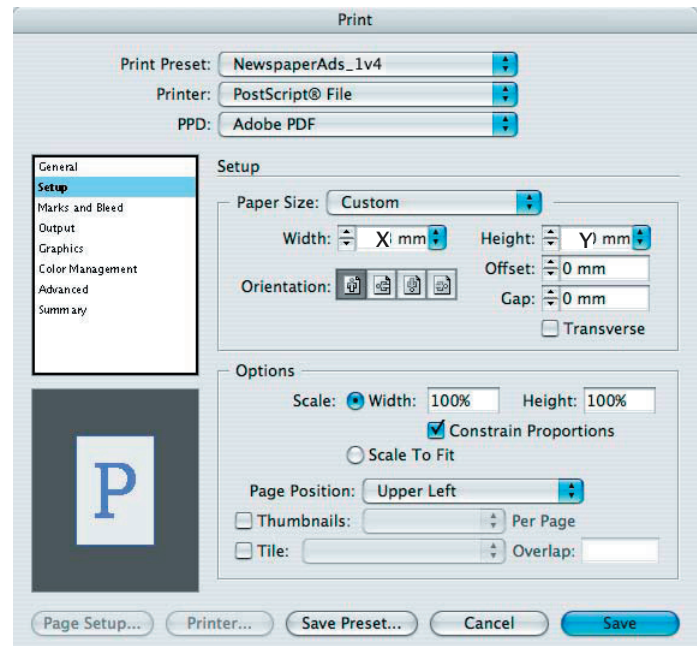 Print
Print Preset: NewspaperAds_1v4
Printer: PostScript® File
PPD: Adobe PDF
General
Setup
Marks and Bleed
Output
Graphics
Color Management
Advanced
Summary
Setup
Paper Size: Custom
Width: X mm Height: Y mm
Orientation: Offset: 0 mm
Gap: 0 mm
Transverse
Options
Scale: Width: 100% Height: 100%
Constrain Proportions
Scale To Fit
Page Position: Upper Left
Thumbnails: Per Page
Tile: Overlap:
P
Page Setup... Printer... Save Preset... Cancel Save